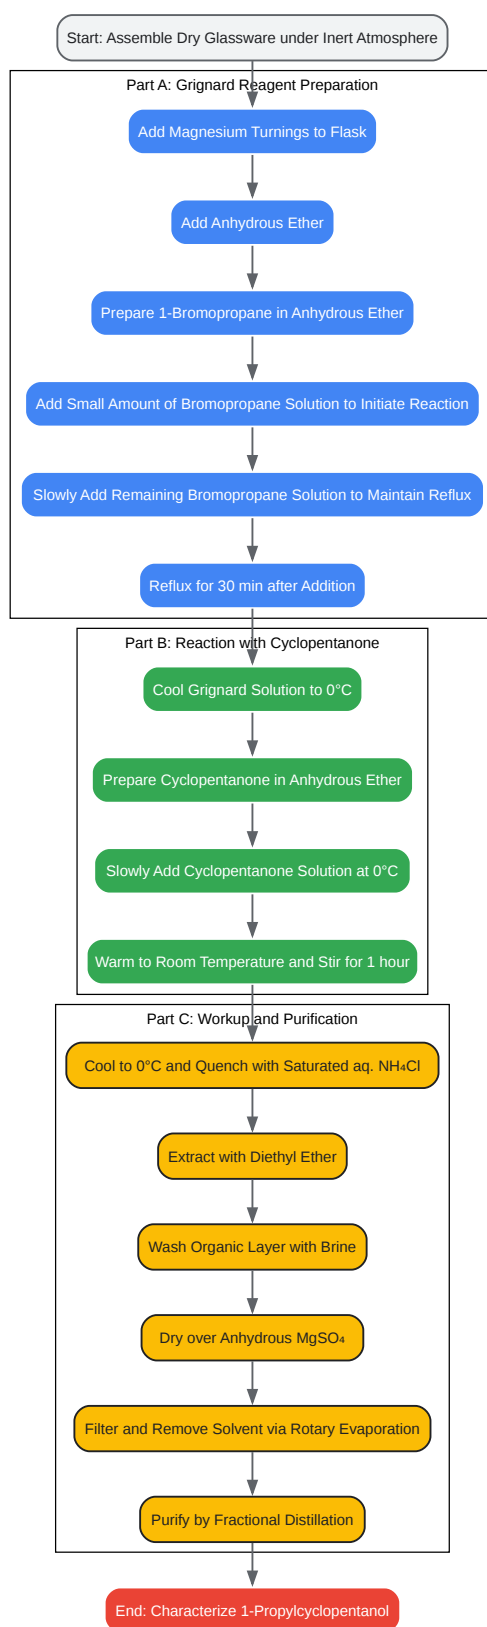 Start: Assemble Dry Glassware under Inert Atmosphere
Part A: Grignard Reagent Preparation
Add Magnesium Turnings to Flask
Add Anhydrous Ether
Prepare 1-Bromopropane in Anhydrous Ether
Add Small Amount of Bromopropane Solution to Initiate Reaction
Slowly Add Remaining Bromopropane Solution to Maintain Reflux
Reflux for 30 min after Addition
Part B: Reaction with Cyclopentanone
Cool Grignard Solution to 0°C
Prepare Cyclopentanone in Anhydrous Ether
Slowly Add Cyclopentanone Solution at 0°C
Warm to Room Temperature and Stir for 1 hour
Part C: Workup and Purification
Cool to 0°C and Quench with Saturated aq. NH₄Cl
Extract with Diethyl Ether
Wash Organic Layer with Brine
Dry over Anhydrous MgSO₄
Filter and Remove Solvent via Rotary Evaporation
Purify by Fractional Distillation
End: Characterize 1-Propylcyclopentanol